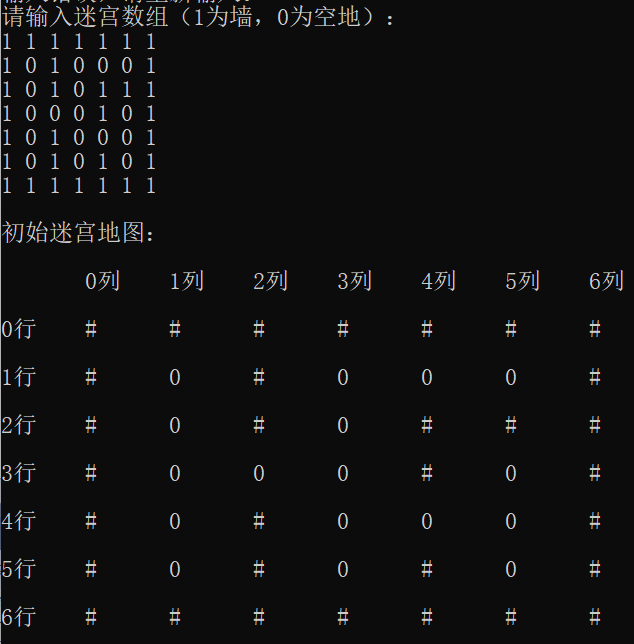 请输入迷宫数组（1为墙，0为空地）：
1 1 1 1 1 1 1
1 0 1 0 0 0 1
1 0 1 0 1 1 1
1 0 0 0 1 0 1
1 0 1 0 0 0 1
1 0 1 0 1 0 1
1 1 1 1 1 1 1
初始迷宫地图：
0列 1列 2列 3列 4列 5列 6列
0行 # # # # # # #
1行 # 0 # 0 0 0 #
2行 # 0 # 0 # # #
3行 # 0 0 0 # 0 #
4行 # 0 # 0 0 0 #
5行 # 0 # 0 # 0 #
6行 # # # # # # #